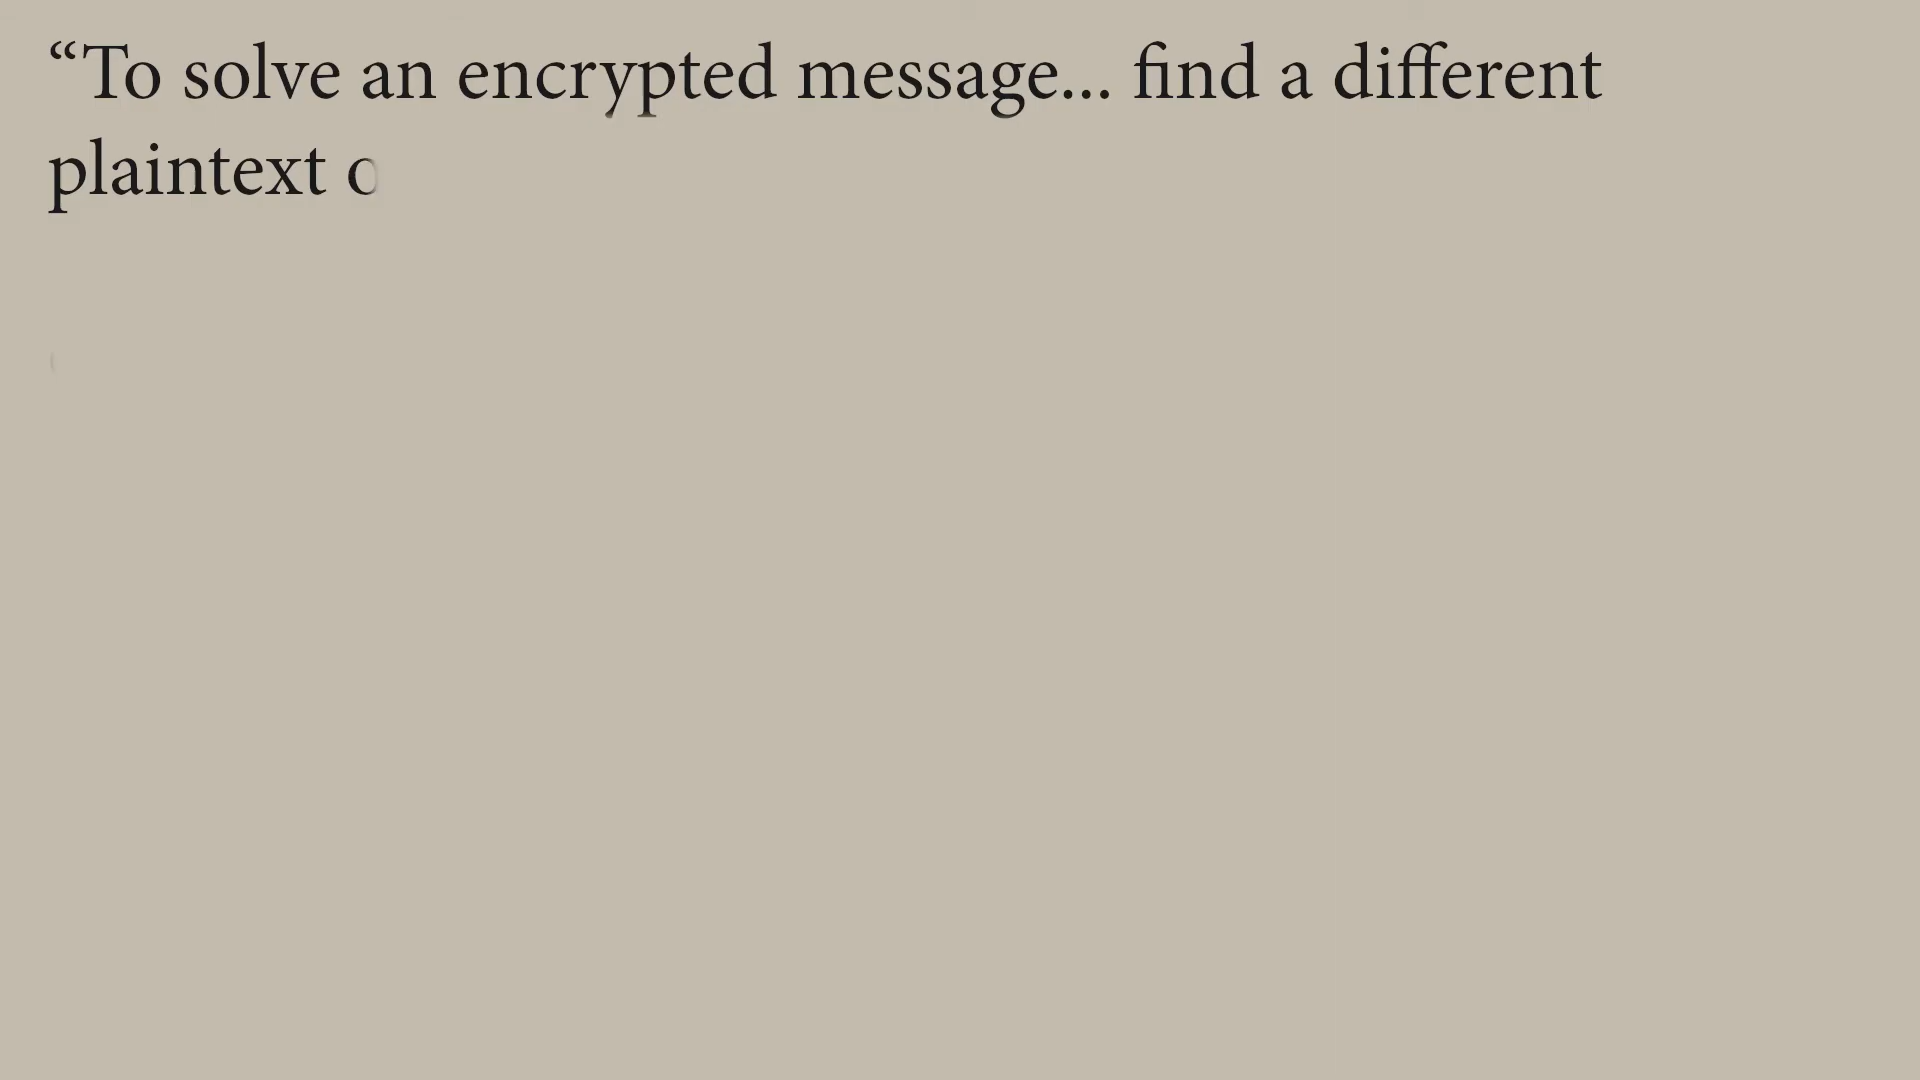 “To solve an encrypted message... find a different
plaintext o